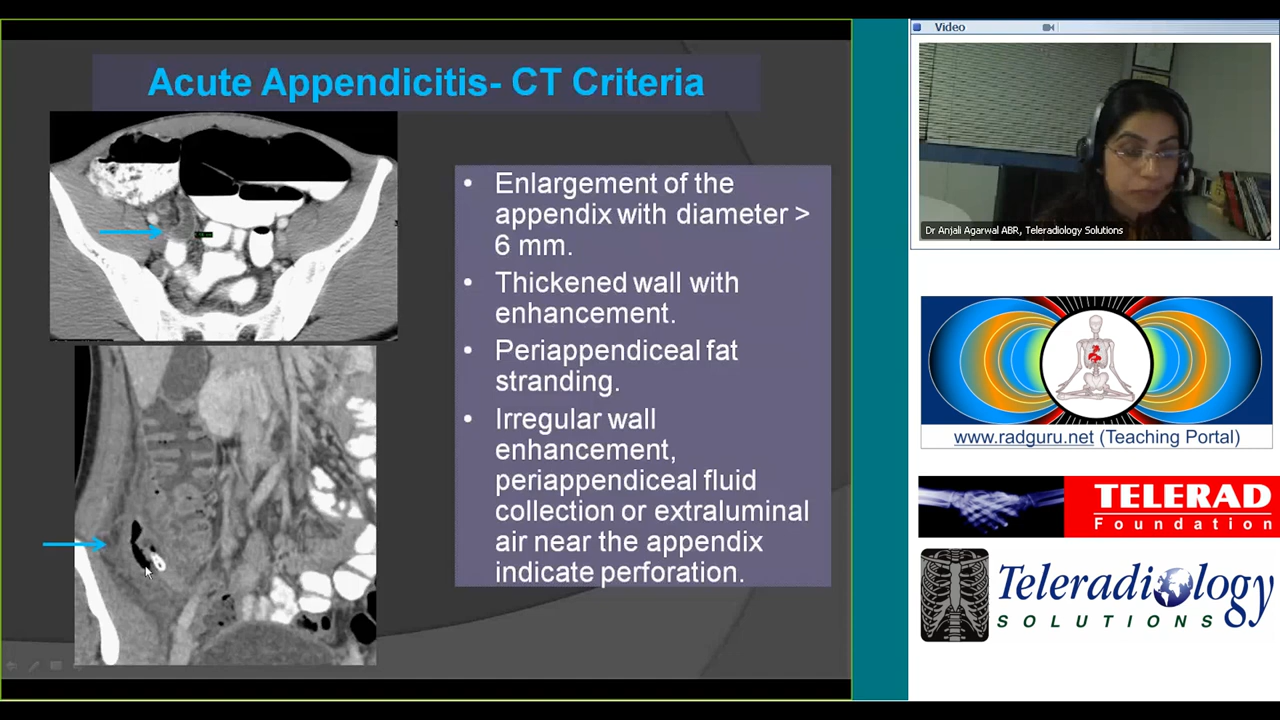 Acute Appendicitis- CT Criteria
• Enlargement of the
appendix with diameter >
6 mm.
• Thickened wall with
enhancement.
• Periappendiceal fat
stranding.
• Irregular wall
enhancement,
periappendiceal fluid
collection or extraluminal
air near the appendix
indicate perforation.
Video
Dr Anjali Agarwal ABR, Teleradiology Solutions
www.radguru.net (Teaching Portal)
TELERAD
Foundation
Teleradiology
SOLUTIONS